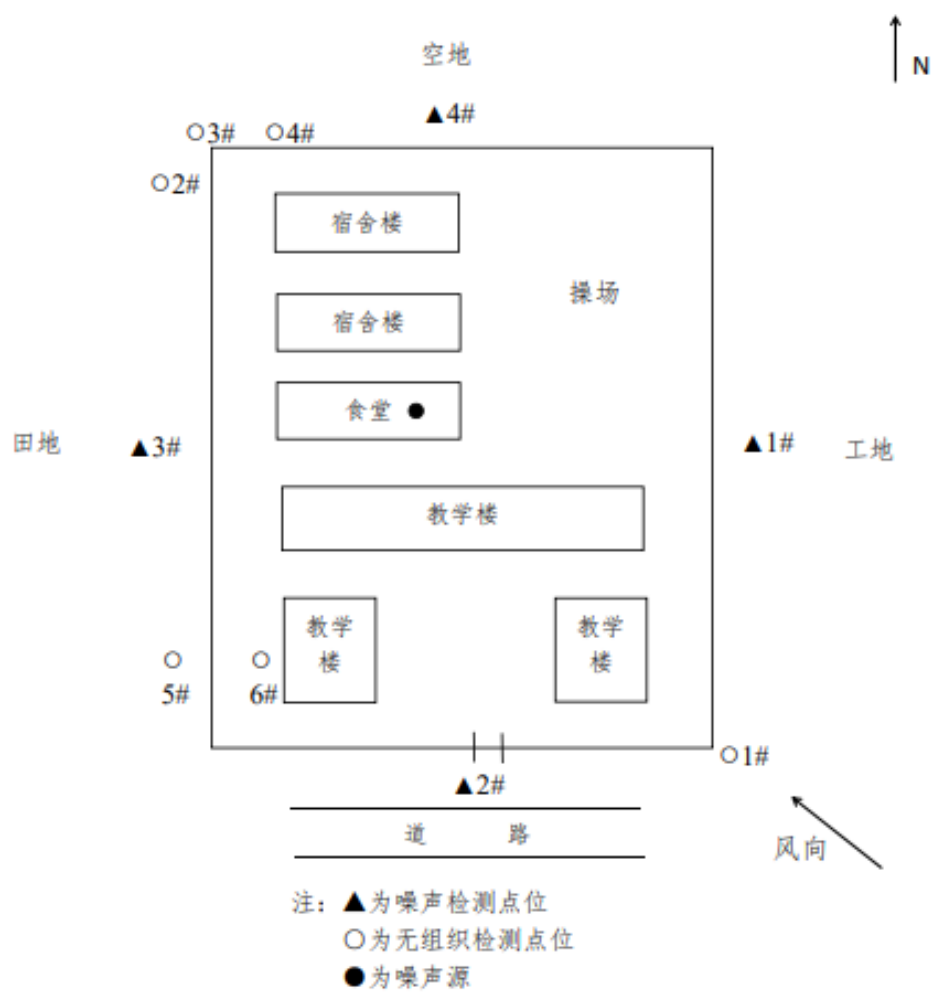 N
空地
▲4#
○3# ○4#
○2#
宿舍楼
操场
宿舍楼
食堂 ●
田地
▲3#
▲1#
工地
教学楼
教学
楼
教学
楼
○
5#
○
6#
○1#
▲2#
道 路
风向
注：▲为噪声检测点位
○为无组织检测点位
●为噪声源